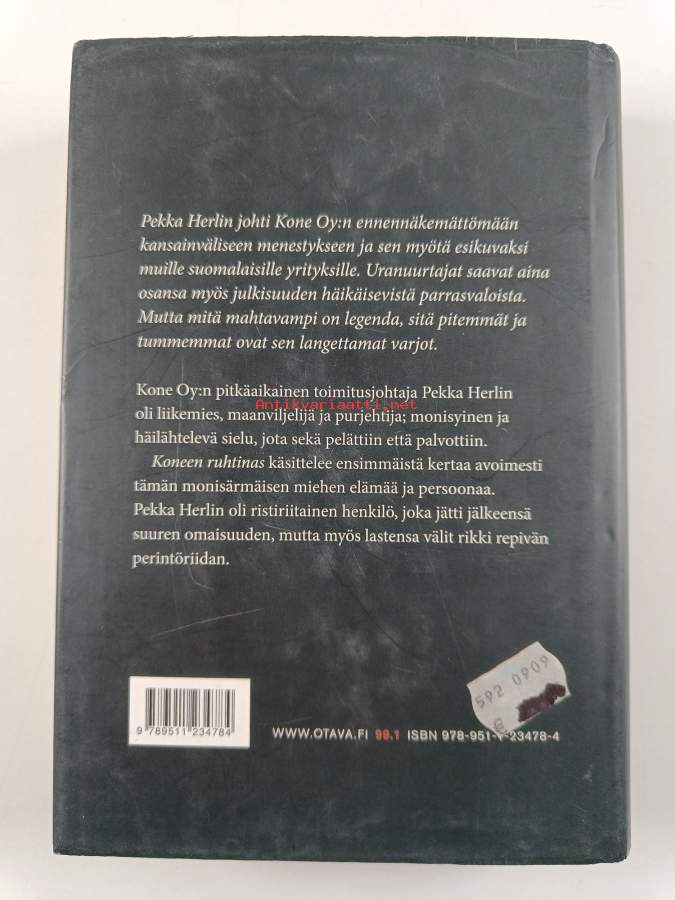 Pekka Herlin johti Kone Oy:n ennennäkemättömään
kansainväliseen menestykseen ja sen myötä esikuvaksi
muille suomalaisille yrityksille. Uranuurtajat saavat aina
osansa myös julkisuuden häikäisevistä parrasvaloista.
Mutta mitä mahtavampi on legenda, sitä pitemmät ja
tummemmat ovat sen langettamat varjot.
Kone Oy:n pitkäaikainen toimitusjohtaja Pekka Herlin
Antikvariaatti.net
oli liikemies, maanviljelijä ja purjehtija; monisyinen ja
häilähtelevä sielu, jota sekä pelättiin että palvottiin.
Koneen ruhtinas käsittelee ensimmäistä kertaa avoimesti
tämän monisärmäisen miehen elämää ja persoonaa.
Pekka Herlin oli ristiriitainen henkilö, joka jätti jälkeensä
suuren omaisuuden, mutta myös lastensa välit rikki repivän
perintöriidan.
592 0909
€
9 789511 234784
WWW.OTAVA.FI 99.1 ISBN 978-951-1-23478-4